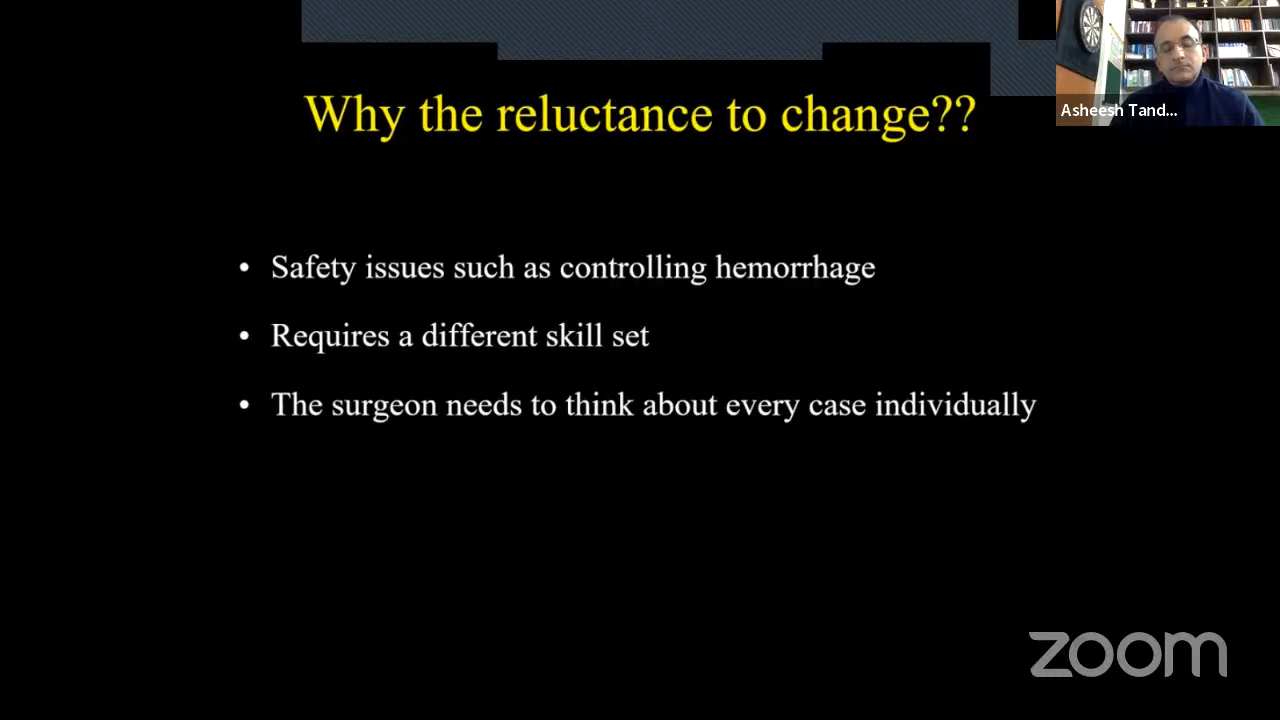 Why the reluctance to change??
Asheesh Tand...
• Safety issues such as controlling hemorrhage
• Requires a different skill set
• The surgeon needs to think about every case individually
zoom